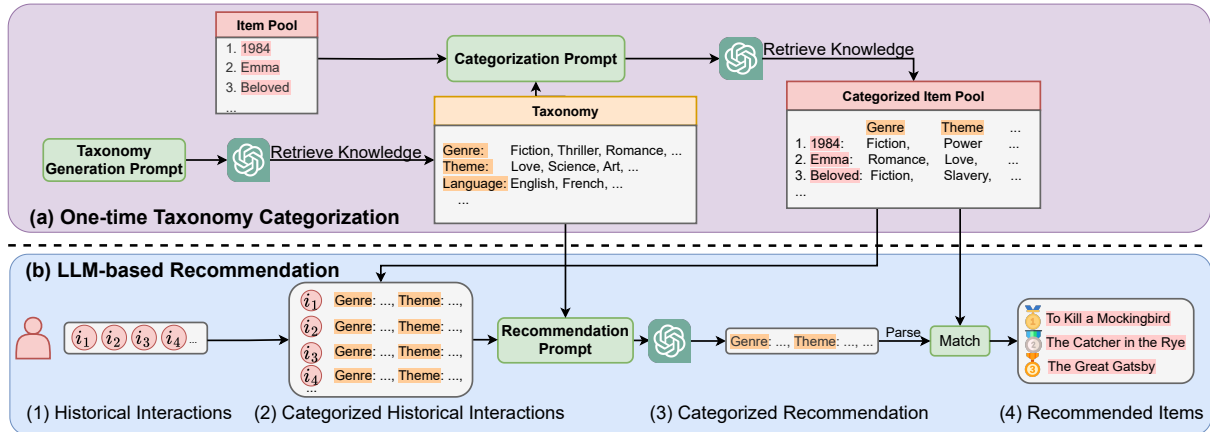 Item Pool
1. 1984
2. Emma
3. Beloved
...
Categorization Prompt
Retrieve Knowledge
Categorized Item Pool
Genre Theme ...
1. 1984: Fiction, Power ...
2. Emma: Romance, Love, ...
3. Beloved: Fiction, Slavery, ...
...
Taxonomy
Genre: Fiction, Thriller, Romance, ...
Theme: Love, Science, Art, ...
Language: English, French, ...
...
Taxonomy
Generation Prompt
Retrieve Knowledge
(a) One-time Taxonomy Categorization
(b) LLM-based Recommendation
i1 i2 i3 i4 ...
i1 Genre: ..., Theme: ...,
i2 Genre: ..., Theme: ...,
i3 Genre: ..., Theme: ...,
i4 Genre: ..., Theme: ...,
...
Recommendation
Prompt
Genre: ..., Theme: ..., ...
Parse
Match
1 To Kill a Mockingbird
2 The Catcher in the Rye
3 The Great Gatsby
(1) Historical Interactions
(2) Categorized Historical Interactions
(3) Categorized Recommendation
(4) Recommended Items